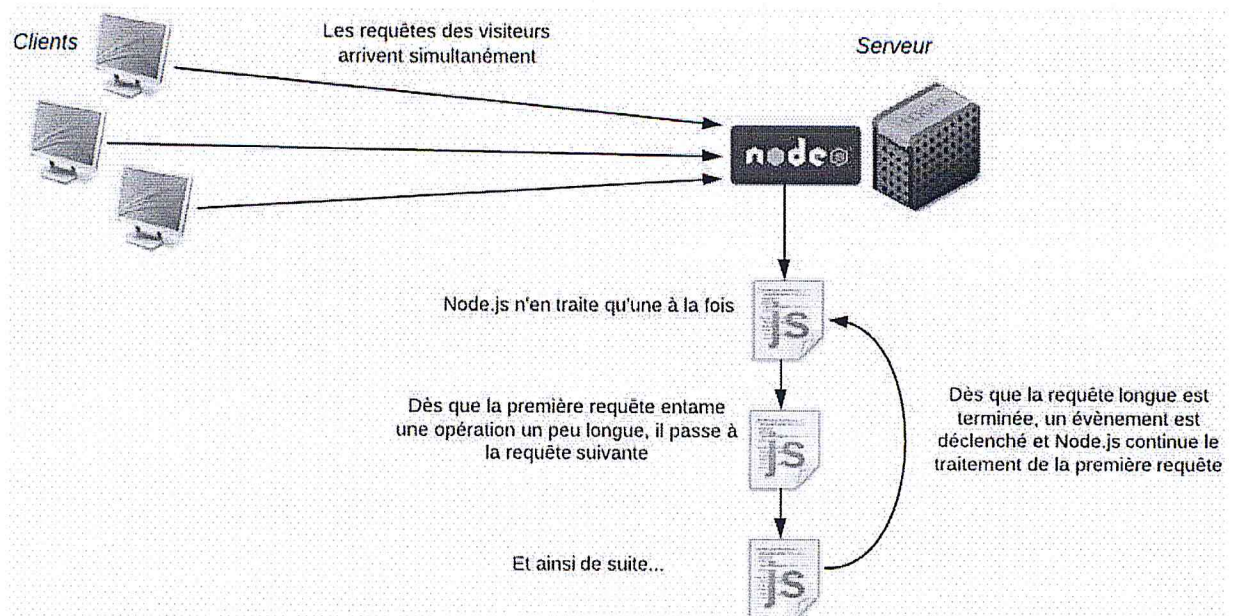 Clients
Les requêtes des visiteurs
arrivent simultanément
Serveur
node
Node.js n'en traite qu'une à la fois
js
Dès que la première requête entame
une opération un peu longue, il passe à
la requête suivante
js
Dès que la requête longue est
terminée, un évènement est
déclenché et Node.js continue le
traitement de la première requête
Et ainsi de suite...
js